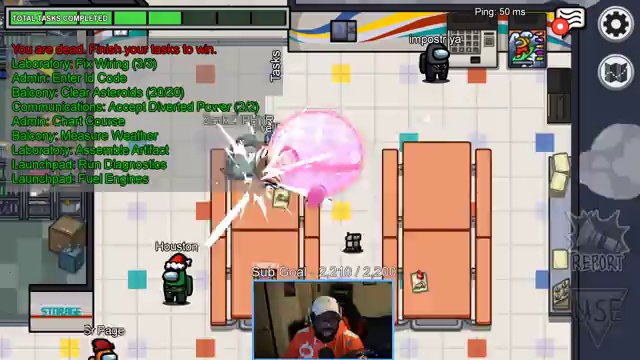 TOTAL TASKS COMPLETED
Ping: 50 ms
You are dead. Finish your tasks to win.
Laboratory: Fix Wiring (3/3)
Admin: Enter Id Code
Balcony: Clear Asteroids (20/20)
Communications: Accept Diverted Power (2/2)
Admin: Chart Course
Balcony: Measure Weather
Laboratory: Assemble Artifact
Launchpad: Run Diagnostics
Launchpad: Fuel Engines
Tasks
impostr ya
Houston
Sub Goal - 2,210 / 2,200
REPORT
USE
STORAGE
Sr Page